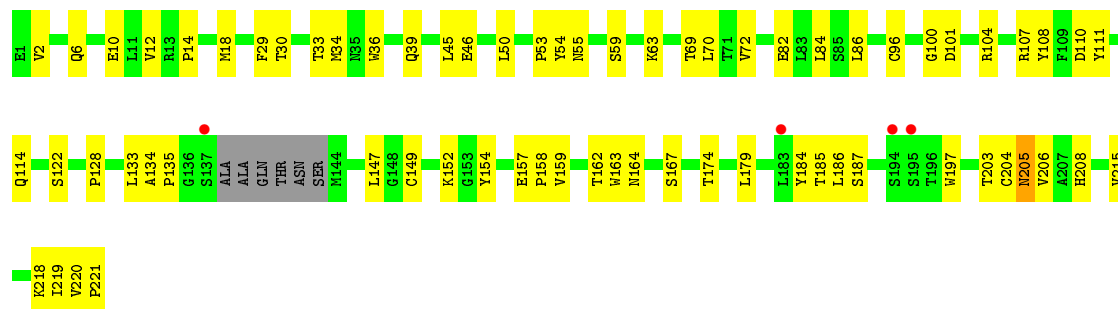 E1 V2 Q6 E10 L11 V12 R13 P14 M18 F29 T30 T33 M34 N35 W36 Q39 L45 E46 L50 P53 Y54 N55 S59 K63 T69 L70 T71 V72 E82 L83 L84 S85 L86 C96 G100 D101 R104 R107 Y108 F109 D110 Y111
Q114 S122 P128 L133 A134 P135 G136 S137 ALA ALA GLN THR ASN SER M144 L147 G148 C149 K152 G153 Y154 E157 P158 V159 T162 W163 N164 S167 T174 L179 L183 Y184 T185 L186 S187 S194 S195 T196 W197 T203 C204 N205 V206 A207 H208 V215
K218 I219 V220 P221